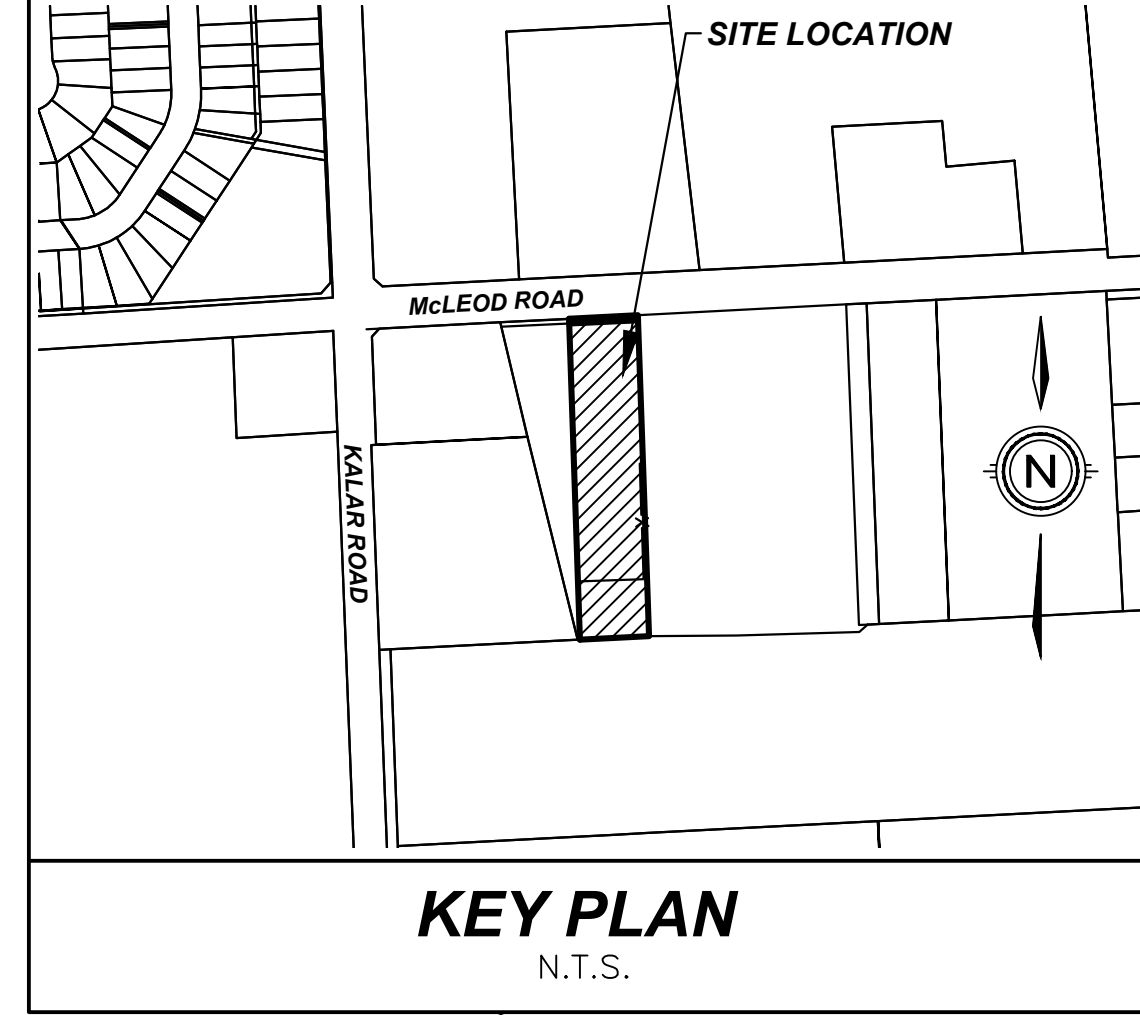 SITE LOCATION
McLEOD ROAD
KALAR ROAD
N
KEY PLAN
N.T.S.